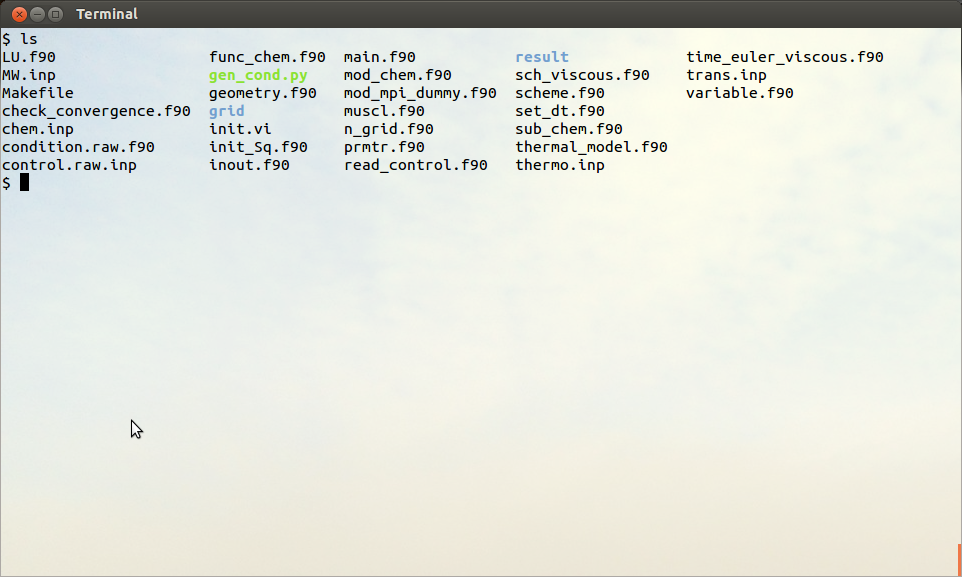 Terminal
$ ls
LU.f90 func_chem.f90 main.f90 result time_euler_viscous.f90
MW.inp gen_cond.py mod_chem.f90 sch_viscous.f90 trans.inp
Makefile geometry.f90 mod_mpi_dummy.f90 scheme.f90 variable.f90
check_convergence.f90 grid muscl.f90 set_dt.f90
chem.inp init.vi n_grid.f90 sub_chem.f90
condition.raw.f90 init_Sq.f90 prmtr.f90 thermal_model.f90
control.raw.inp inout.f90 read_control.f90 thermo.inp
$